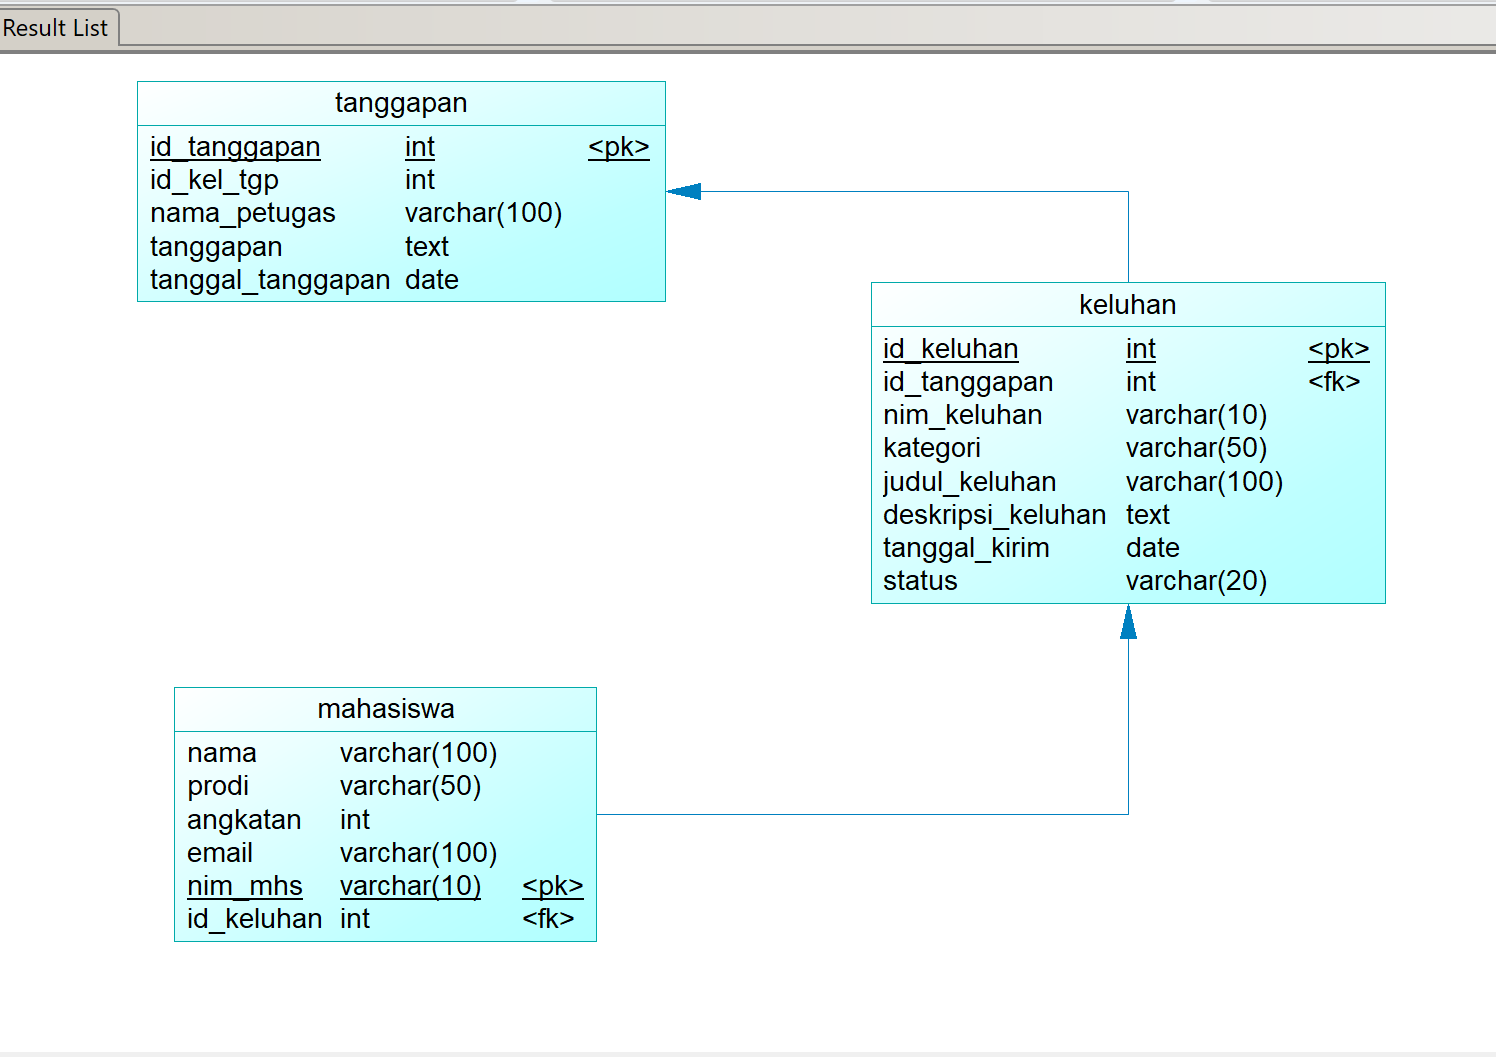 Result List
tanggapan
id_tanggapan int <pk>
id_kel_tgp int
nama_petugas varchar(100)
tanggapan text
tanggal_tanggapan date
keluhan
id_keluhan int <pk>
id_tanggapan int <fk>
nim_keluhan varchar(10)
kategori varchar(50)
judul_keluhan varchar(100)
deskripsi_keluhan text
tanggal_kirim date
status varchar(20)
mahasiswa
nama varchar(100)
prodi varchar(50)
angkatan int
email varchar(100)
nim_mhs varchar(10) <pk>
id_keluhan int <fk>